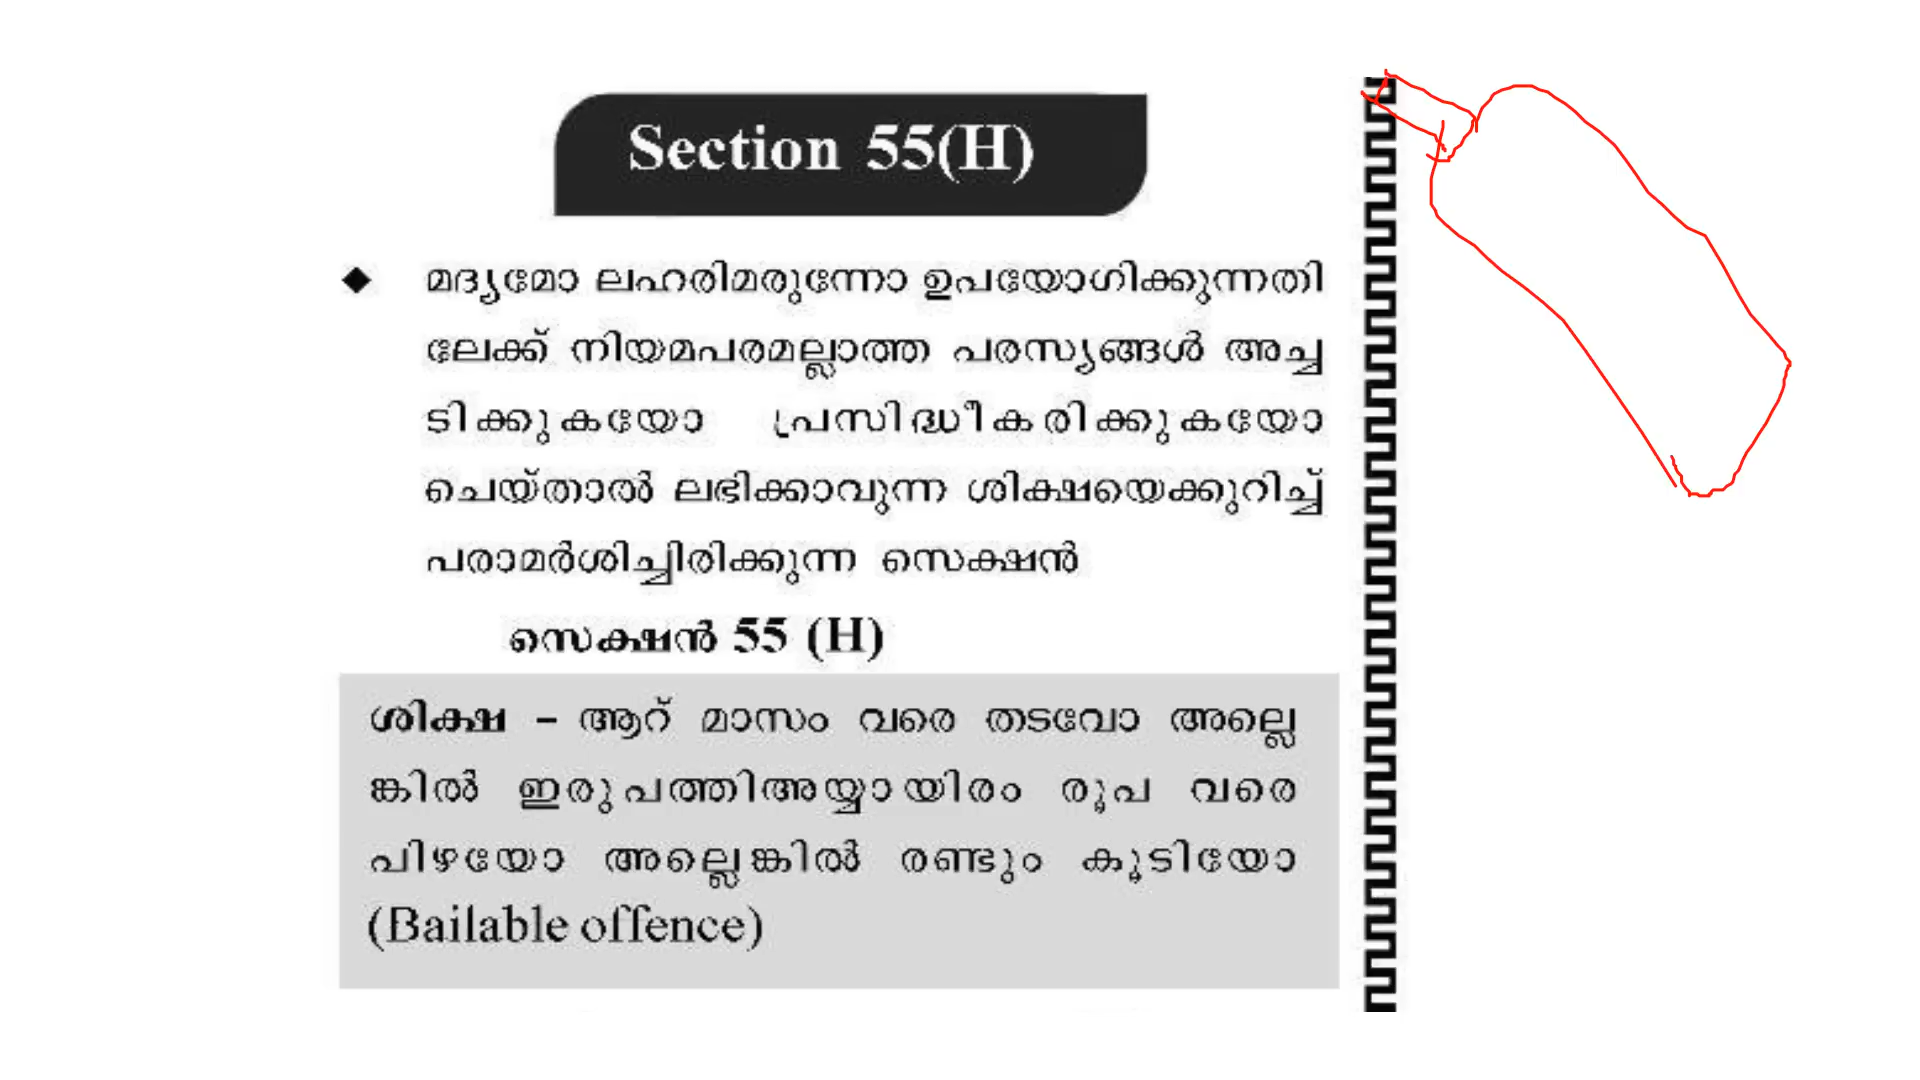 Section 55(H)
◆ മദ്യമോ ലഹരിമരുന്നോ ഉപയോഗിക്കുന്നതി
ലേക്ക് നിയമപരമല്ലാത്ത പരസ്യങ്ങൾ അച്ച
ടിക്കുകയോ പ്രസിദ്ധീകരിക്കുകയോ
ചെയ്താൽ ലഭിക്കാവുന്ന ശിക്ഷയെക്കുറിച്ച്
പരാമർശിച്ചിരിക്കുന്ന സെക്ഷൻ
സെക്ഷൻ 55 (H)
ശിക്ഷ – ആറ് മാസം വരെ തടവോ അല്ലെ
ങ്കിൽ ഇരുപത്തിഅയ്യായിരം രൂപ വരെ
പിഴയോ അല്ലെങ്കിൽ രണ്ടും കൂടിയോ
(Bailable offence)